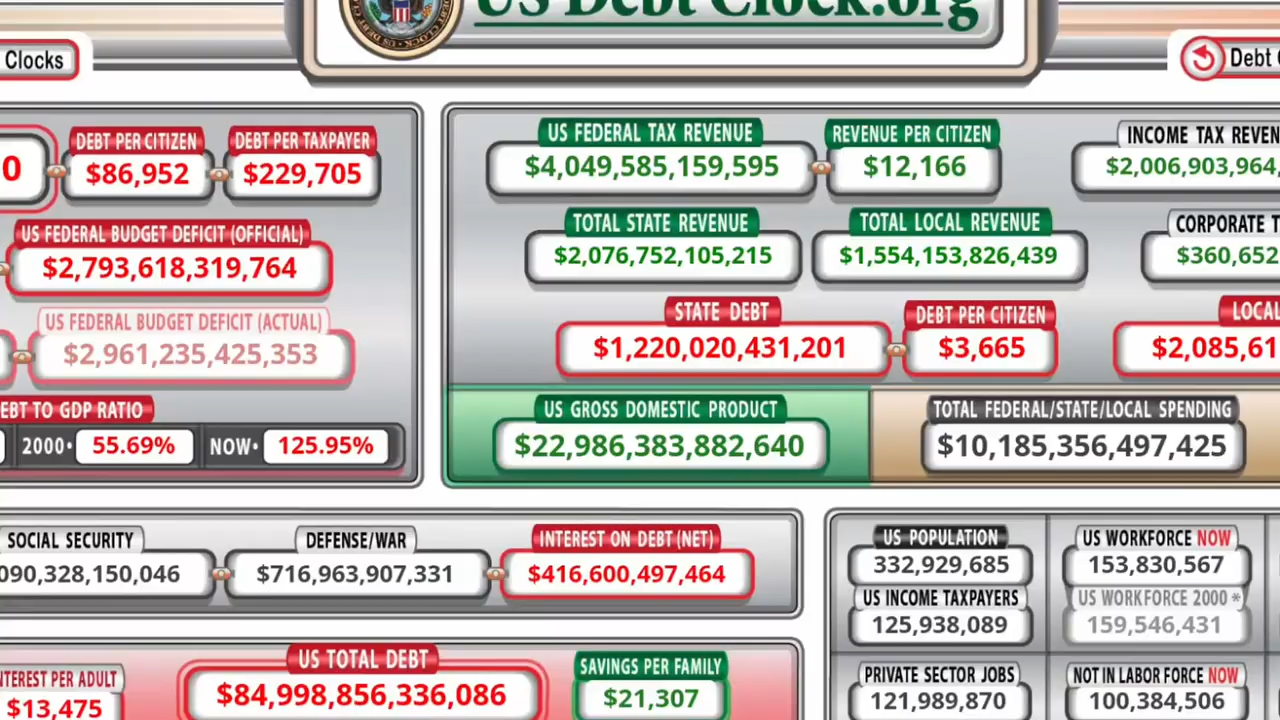 US Debt Clock.org
Clocks
Debt
DEBT PER CITIZEN
DEBT PER TAXPAYER
0
$86,952
$229,705
US FEDERAL BUDGET DEFICIT (OFFICIAL)
$2,793,618,319,764
US FEDERAL BUDGET DEFICIT (ACTUAL)
$2,961,235,425,353
EBT TO GDP RATIO
2000• 55.69% NOW• 125.95%
US FEDERAL TAX REVENUE
REVENUE PER CITIZEN
INCOME TAX REVEN
$4,049,585,159,595
$12,166
$2,006,903,964,
TOTAL STATE REVENUE
TOTAL LOCAL REVENUE
CORPORATE T
$2,076,752,105,215
$1,554,153,826,439
$360,652
STATE DEBT
DEBT PER CITIZEN
LOCAL
$1,220,020,431,201
$3,665
$2,085,61
US GROSS DOMESTIC PRODUCT
TOTAL FEDERAL/STATE/LOCAL SPENDING
$22,986,383,882,640
$10,185,356,497,425
SOCIAL SECURITY
DEFENSE/WAR
INTEREST ON DEBT (NET)
090,328,150,046
$716,963,907,331
$416,600,497,464
NTEREST PER ADULT
$13,475
US TOTAL DEBT
$84,998,856,336,086
SAVINGS PER FAMILY
$21,307
US POPULATION
US WORKFORCE NOW
332,929,685
153,830,567
US INCOME TAXPAYERS
US WORKFORCE 2000 *
125,938,089
159,546,431
PRIVATE SECTOR JOBS
NOT IN LABOR FORCE NOW
121,989,870
100,384,506